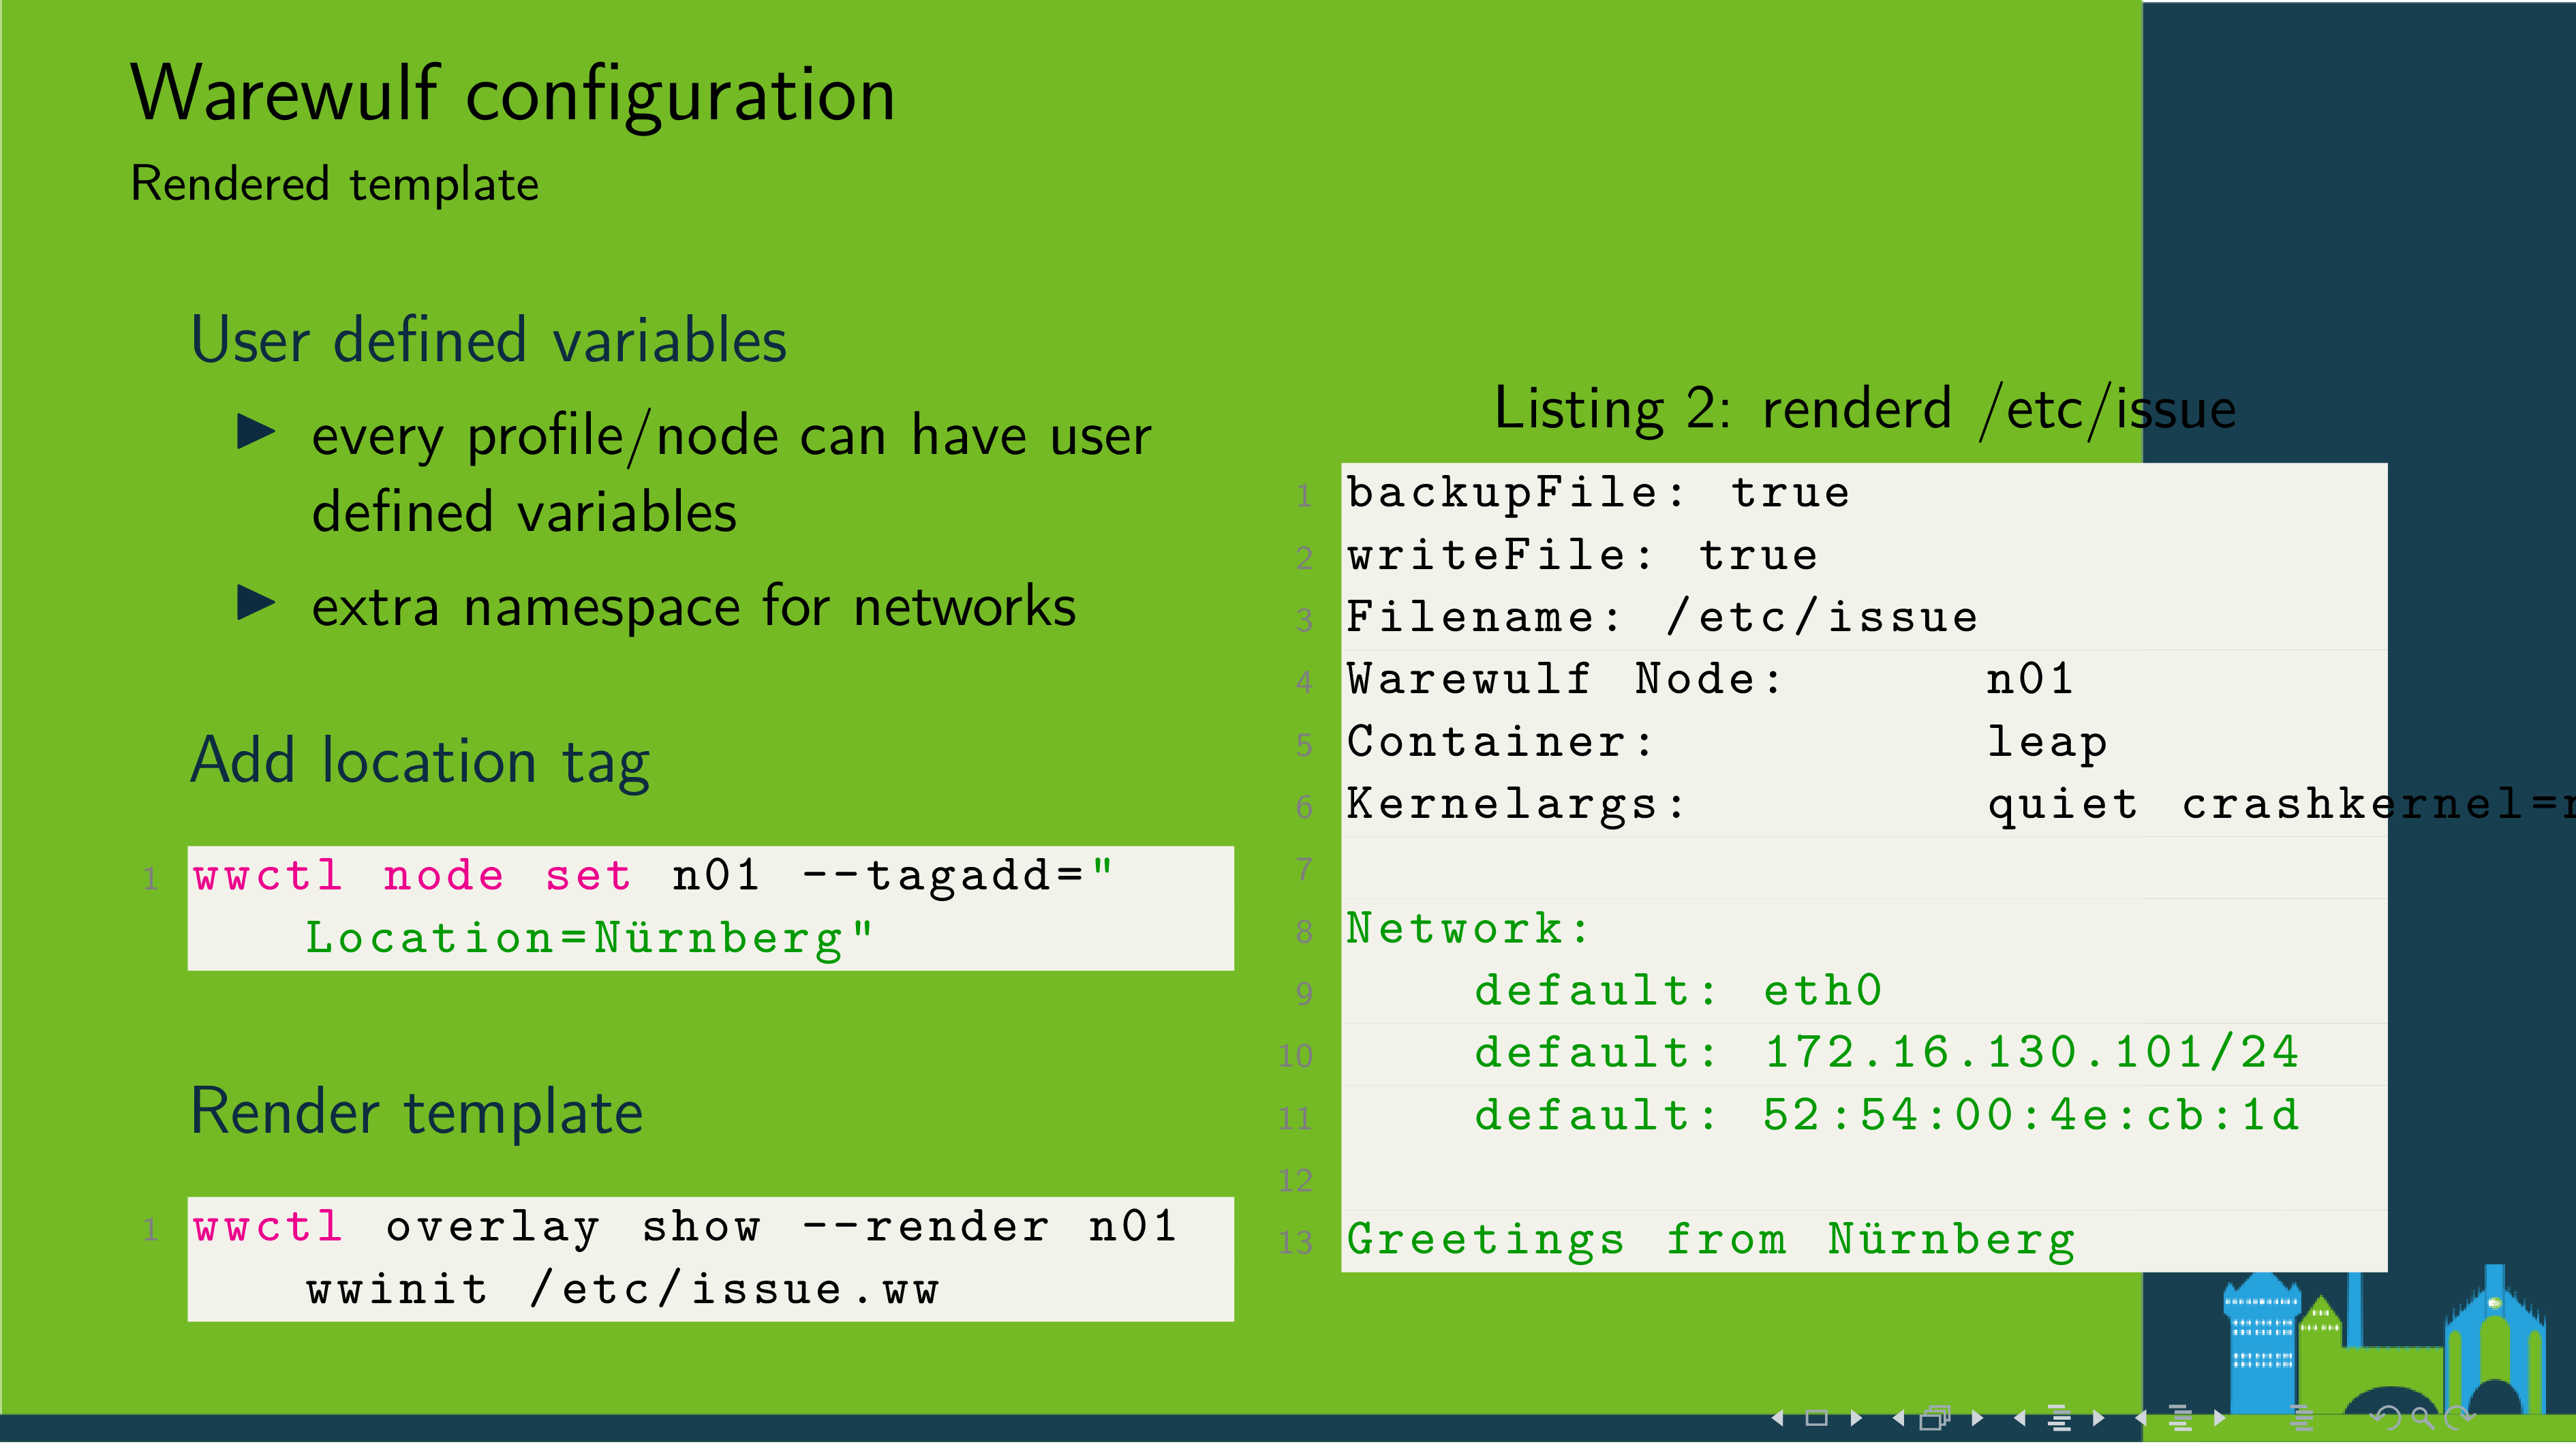 Warewulf configuration
Rendered template
User defined variables
every profile/node can have user
defined variables
extra namespace for networks
Add location tag
1 wwctl node set n01 --tagadd="
Location=Nürnberg"
Render template
1 wwctl overlay show --render n01
wwinit /etc/issue.ww
Listing 2: renderd /etc/issue
1 backupFile: true
2 writeFile: true
3 Filename: /etc/issue
4 Warewulf Node: n01
5 Container: leap
6 Kernelargs: quiet crashkernel=
7
8 Network:
9 default: eth0
10 default: 172.16.130.101/24
11 default: 52:54:00:4e:cb:1d
12
13 Greetings from Nürnberg